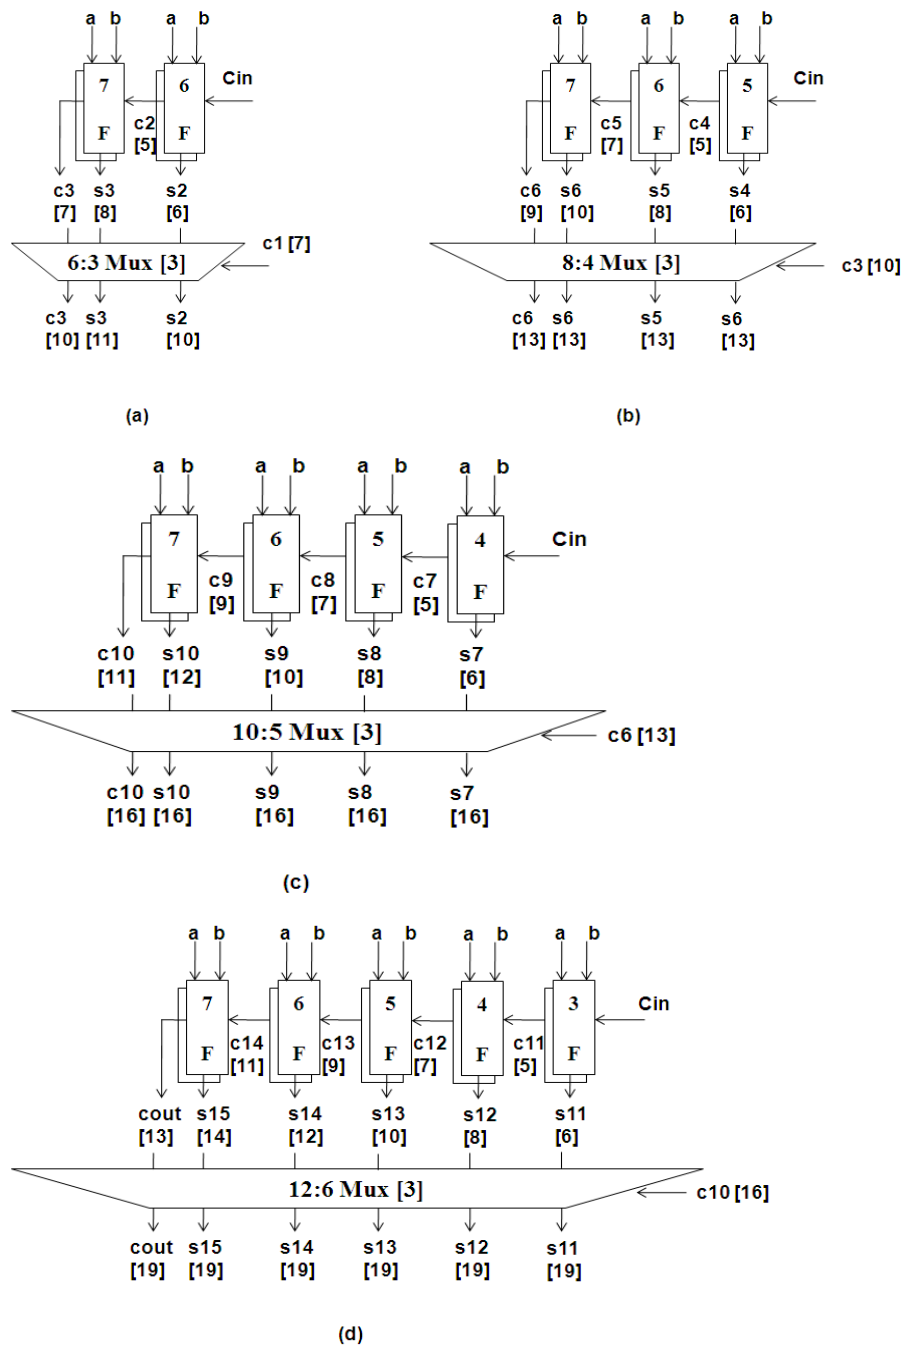 a b a b
7 6
Cin
c2
[5]
F F
c3 s3 s2
[7] [8] [6]
c1 [7]
6:3 Mux [3]
c3 s3 s2
[10] [11] [10]
(a)
a b a b a b
7 6 5
Cin
c5 c4
[7] [5]
F F F
c6 s6 s5 s4
[9] [10] [8] [6]
8:4 Mux [3]
c3 [10]
c6 s6 s5 s6
[13] [13] [13] [13]
(b)
a b a b a b a b
7 6 5 4
Cin
c9 c8 c7
[9] [7] [5]
F F F F
c10 s10 s9 s8 s7
[11] [12] [10] [8] [6]
10:5 Mux [3]
c6 [13]
c10 s10 s9 s8 s7
[16] [16] [16] [16] [16]
(c)
a b a b a b a b a b
7 6 5 4 3
Cin
c14 c13 c12 c11
[11] [9] [7] [5]
F F F F F
cout s15 s14 s13 s12 s11
[13] [14] [12] [10] [8] [6]
12:6 Mux [3]
c10 [16]
cout s15 s14 s13 s12 s11
[19] [19] [19] [19] [19] [19]
(d)